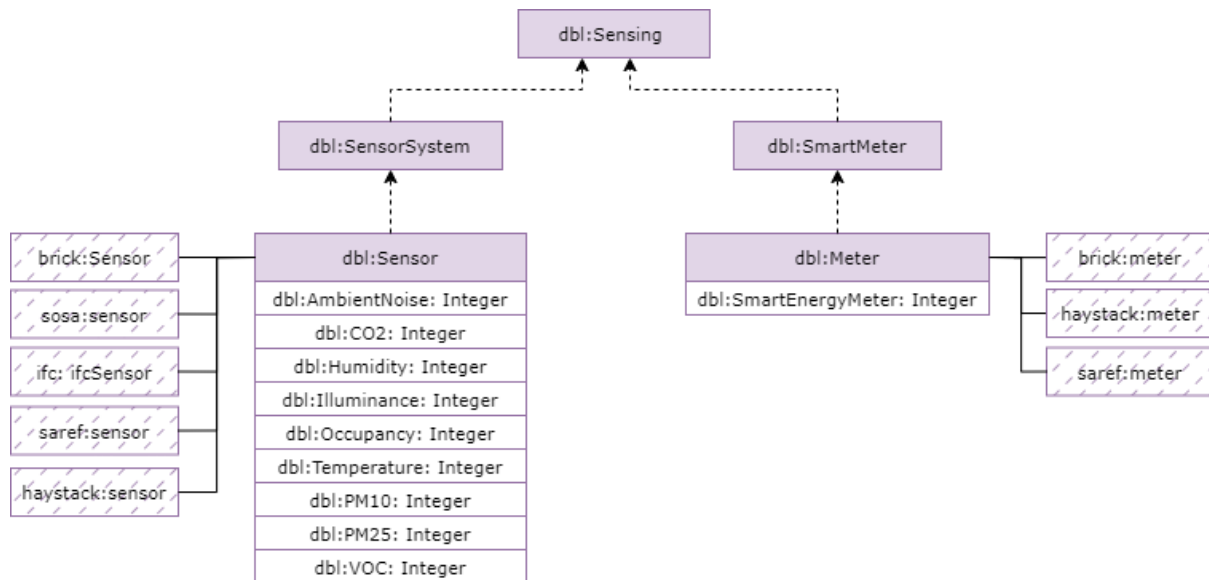 dbl:Sensing
dbl:SensorSystem
dbl:SmartMeter
brick:Sensor
sosa:sensor
ifc: ifcSensor
saref:sensor
haystack:sensor
dbl:Sensor
dbl:AmbientNoise: Integer
dbl:CO2: Integer
dbl:Humidity: Integer
dbl:Illuminance: Integer
dbl:Occupancy: Integer
dbl:Temperature: Integer
dbl:PM10: Integer
dbl:PM25: Integer
dbl:VOC: Integer
dbl:Meter
dbl:SmartEnergyMeter: Integer
brick:meter
haystack:meter
saref:meter